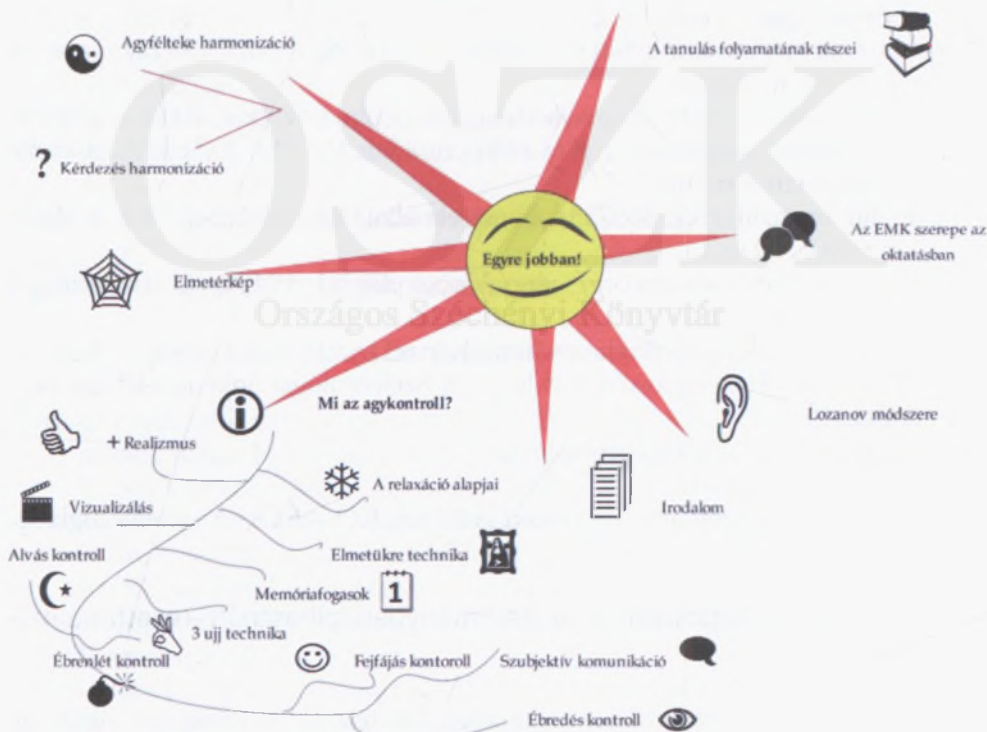 Agyfélteke harmonizáció
A tanulás folyamatának részei
OSZK
? Kérdezés harmonizáció
Egyre jobban!
Az EMK szerepe az
oktatásban
Elmetérkép
Országos Széchényi Könyvtár
Mi az agykontroll?
Lozanov módszere
+ Realizmus
A relaxáció alapjai
Irodalom
Vizualizálás
Alvás kontroll
Elmetükre technika
Memóriafogasok
1
3 ujj technika
Ébrenlét kontroll
Fejfájás kontoroll
Szubjektív komunikáció
Ébredés kontroll